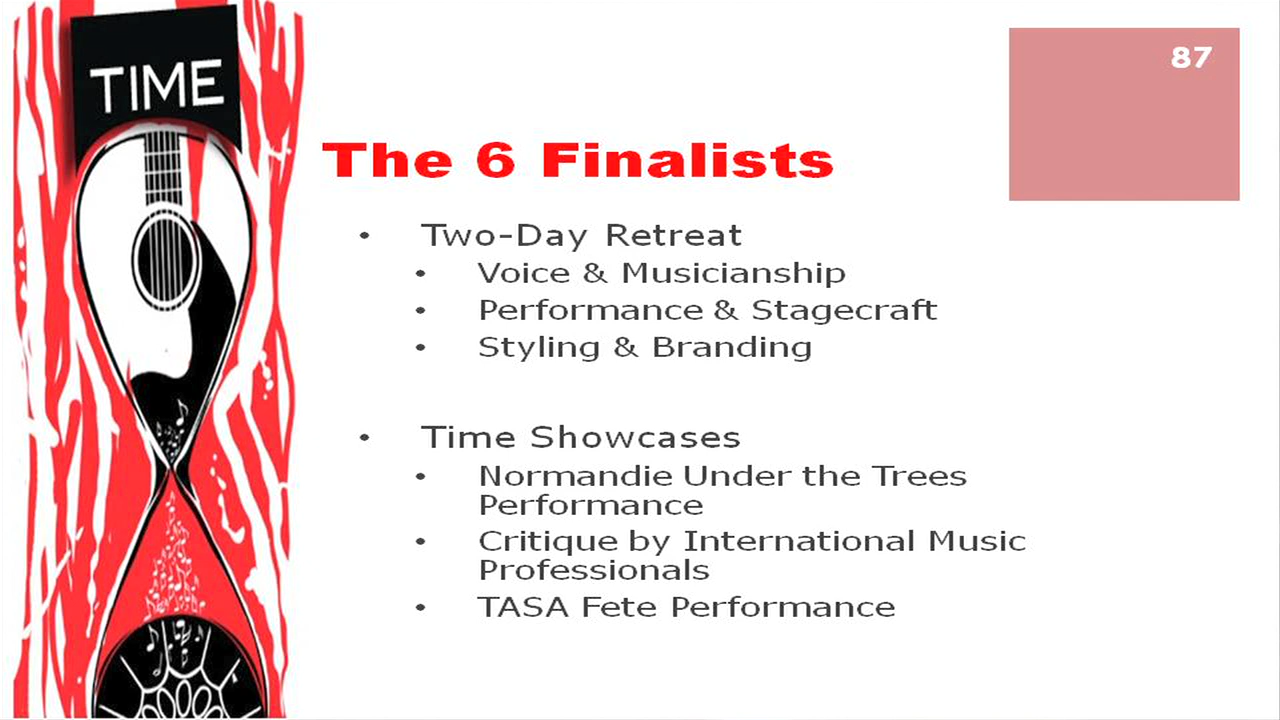 TIME
87
The 6 Finalists
• Two-Day Retreat
• Voice & Musicianship
• Performance & Stagecraft
• Styling & Branding
• Time Showcases
• Normandie Under the Trees
Performance
• Critique by International Music
Professionals
• TASA Fete Performance